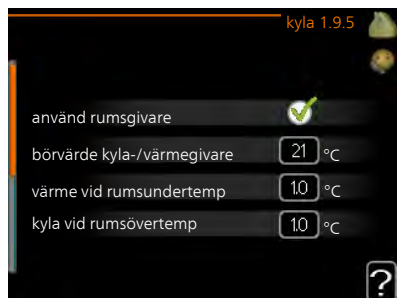 kyla 1.9.5
använd rumsgivare
börvärde kyla-/värmegivare 21 °C
värme vid rumsundertemp 1.0 °C
kyla vid rumsövertemp 1.0 °C
?